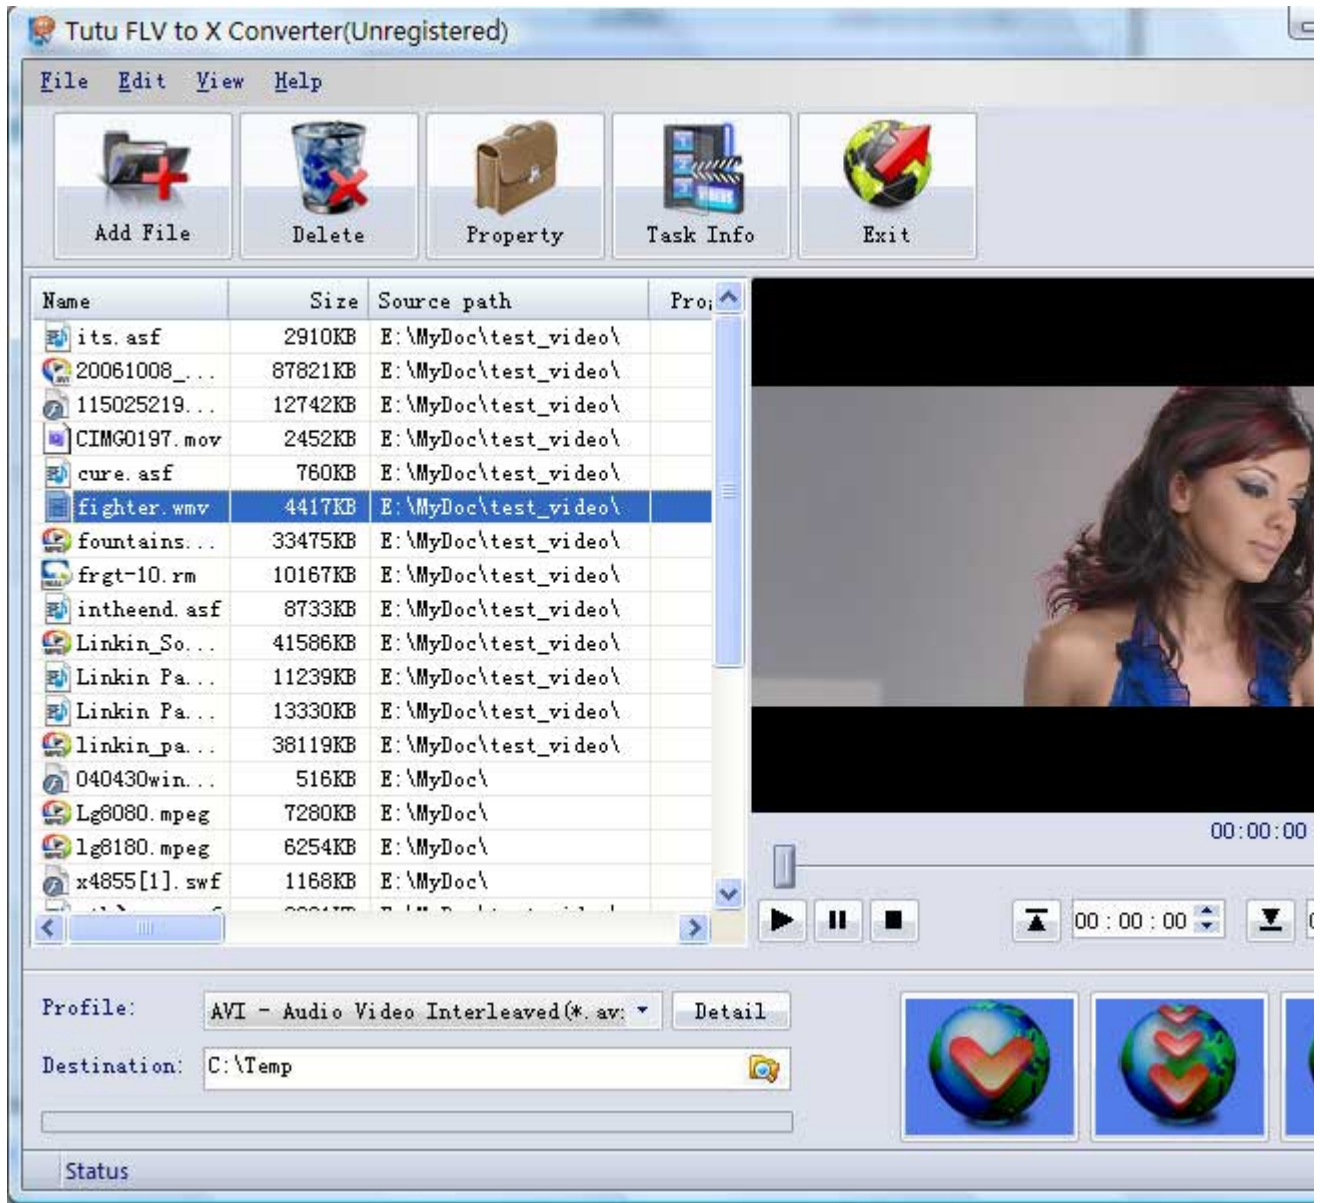 Tutu FLV to X Converter(Unregistered)
File Edit View Help
Add File Delete Property Task Info Exit
Name Size Source path
its.asf 2910KB E:\MyDoc\test_video\
20061008_... 87821KB E:\MyDoc\test_video\
115025219... 12742KB E:\MyDoc\test_video\
CIMG0197.mov 2452KB E:\MyDoc\test_video\
cure.asf 760KB E:\MyDoc\test_video\
fighter.wmv 4417KB E:\MyDoc\test_video\
fountains... 33475KB E:\MyDoc\test_video\
frgt-10.rm 10167KB E:\MyDoc\test_video\
intheend.asf 8733KB E:\MyDoc\test_video\
Linkin_So... 41586KB E:\MyDoc\test_video\
Linkin Pa... 11239KB E:\MyDoc\test_video\
Linkin Pa... 13330KB E:\MyDoc\test_video\
linkin_pa... 38119KB E:\MyDoc\test_video\
040430win... 516KB E:\MyDoc\
Lg8080.mpeg 7280KB E:\MyDoc\
lg8180.mpeg 6254KB E:\MyDoc\
x4855[1].swf 1168KB E:\MyDoc\
00:00:00
00 : 00 : 00
Profile: AVI - Audio Video Interleaved(*.av Detail
Destination: C:\Temp
Status